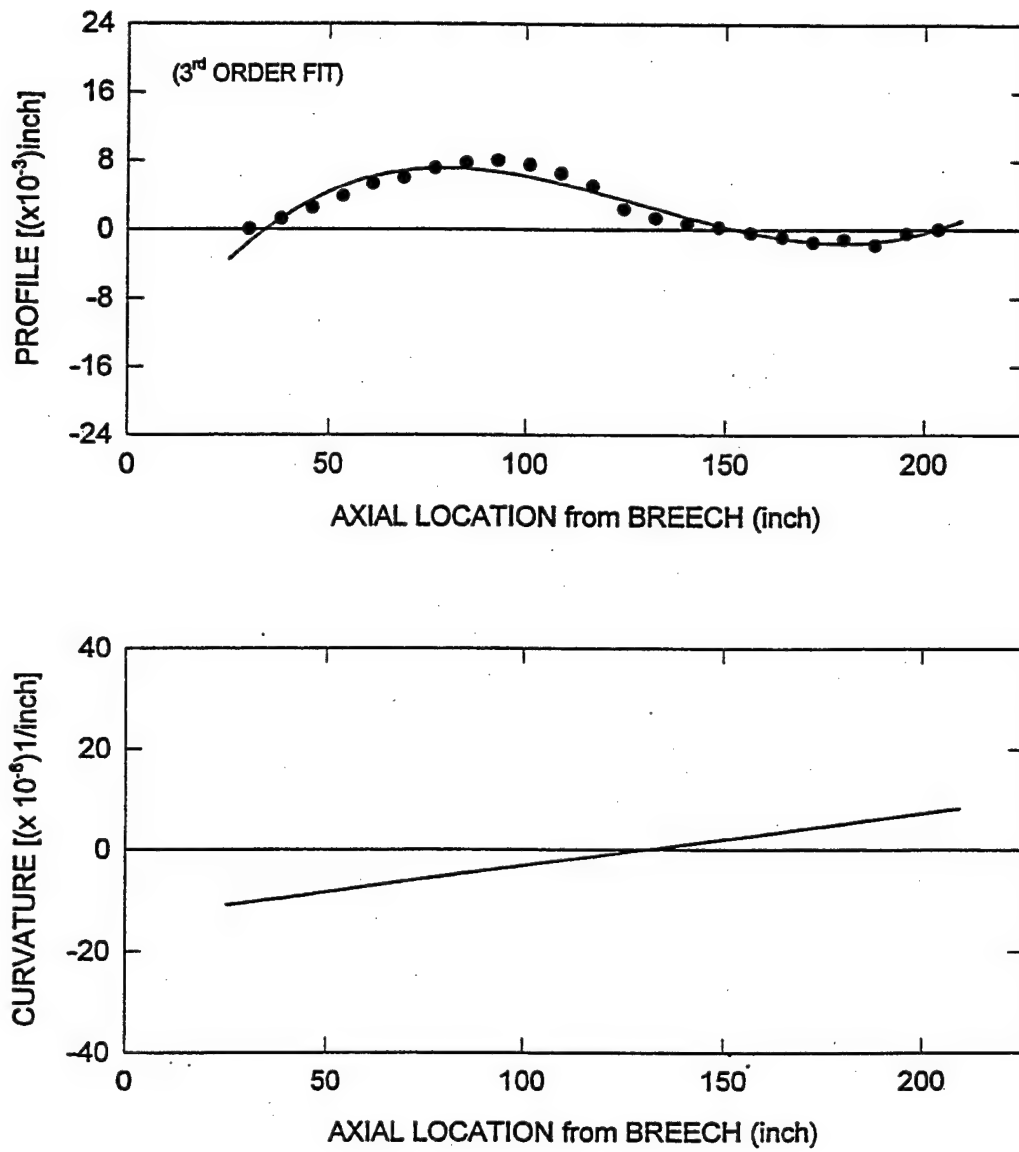 24
(3rd ORDER FIT)
16
8
0
-8
-16
-24
PROFILE [(x10-3)inch]
0 50 100 150 200
AXIAL LOCATION from BREECH (inch)
40
20
0
-20
-40
CURVATURE [(x 10-6)1/inch]
0 50 100 150 200
AXIAL LOCATION from BREECH (inch)